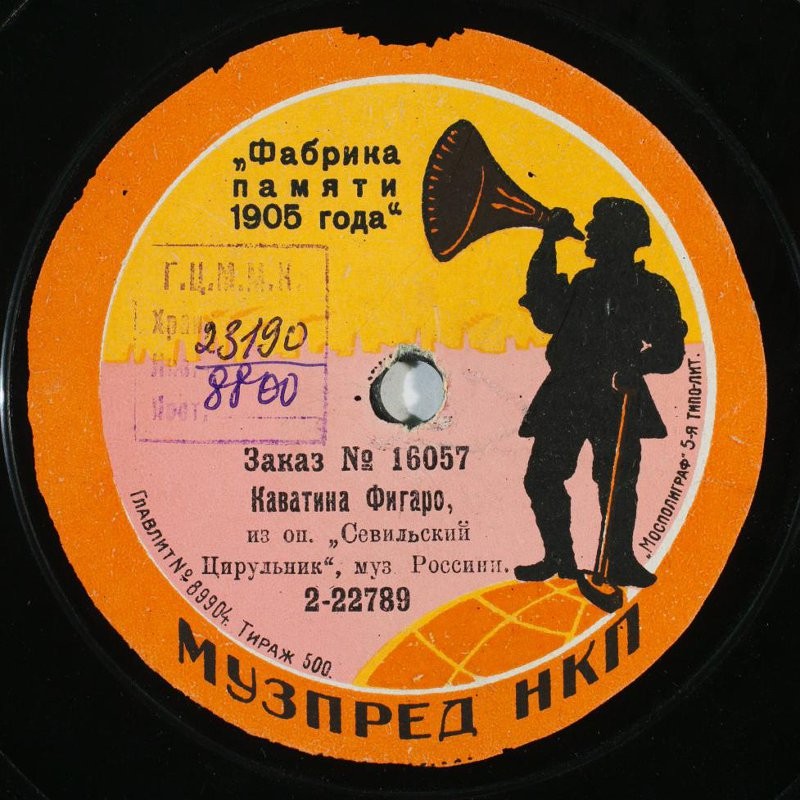 „Фабрика
памяти
1905 года“
Г.Ц.М.М.К.
23190
8800
Заказ № 16057
Каватина Фигаро,
из оп. „Севильский
Цирульник“, муз Россини.
2-22789
Главлит № 89904. Тираж 500.
„Мосполиграф“ 5-я типо-лит.
МУЗПРЕД НКП